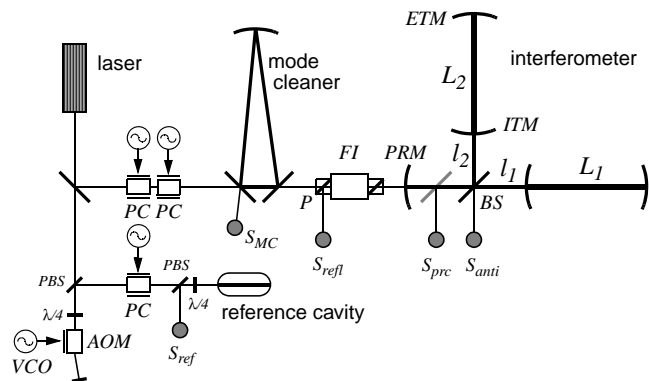 ETM
laser
mode
cleaner
interferometer
L2
ITM
FI
PRM
l2
l1
L1
PC
PC
P
BS
SMC
Srefl
Sprc
Santi
PBS
PBS
PC
λ/4
reference cavity
λ/4
AOM
Sref
VCO